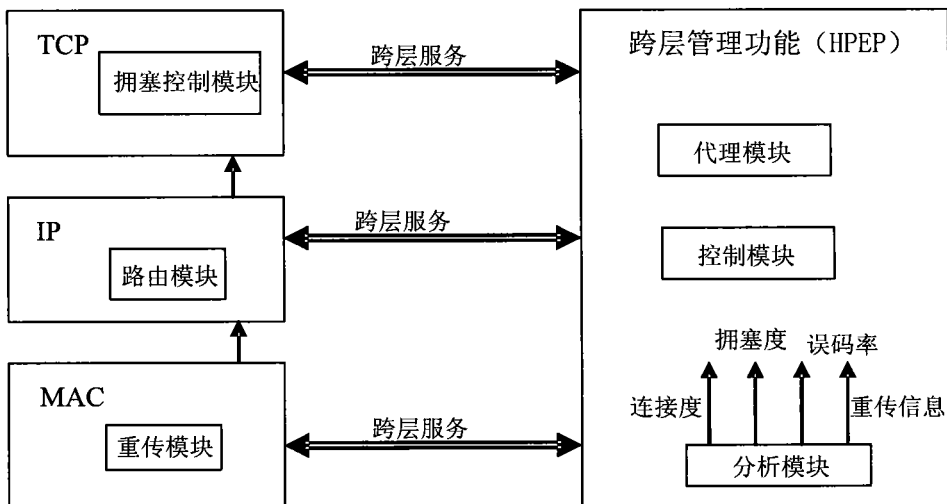 TCP
拥塞控制模块
跨层服务
跨层管理功能（HPEP）
代理模块
IP
路由模块
跨层服务
控制模块
MAC
重传模块
跨层服务
拥塞度
误码率
连接度
重传信息
分析模块